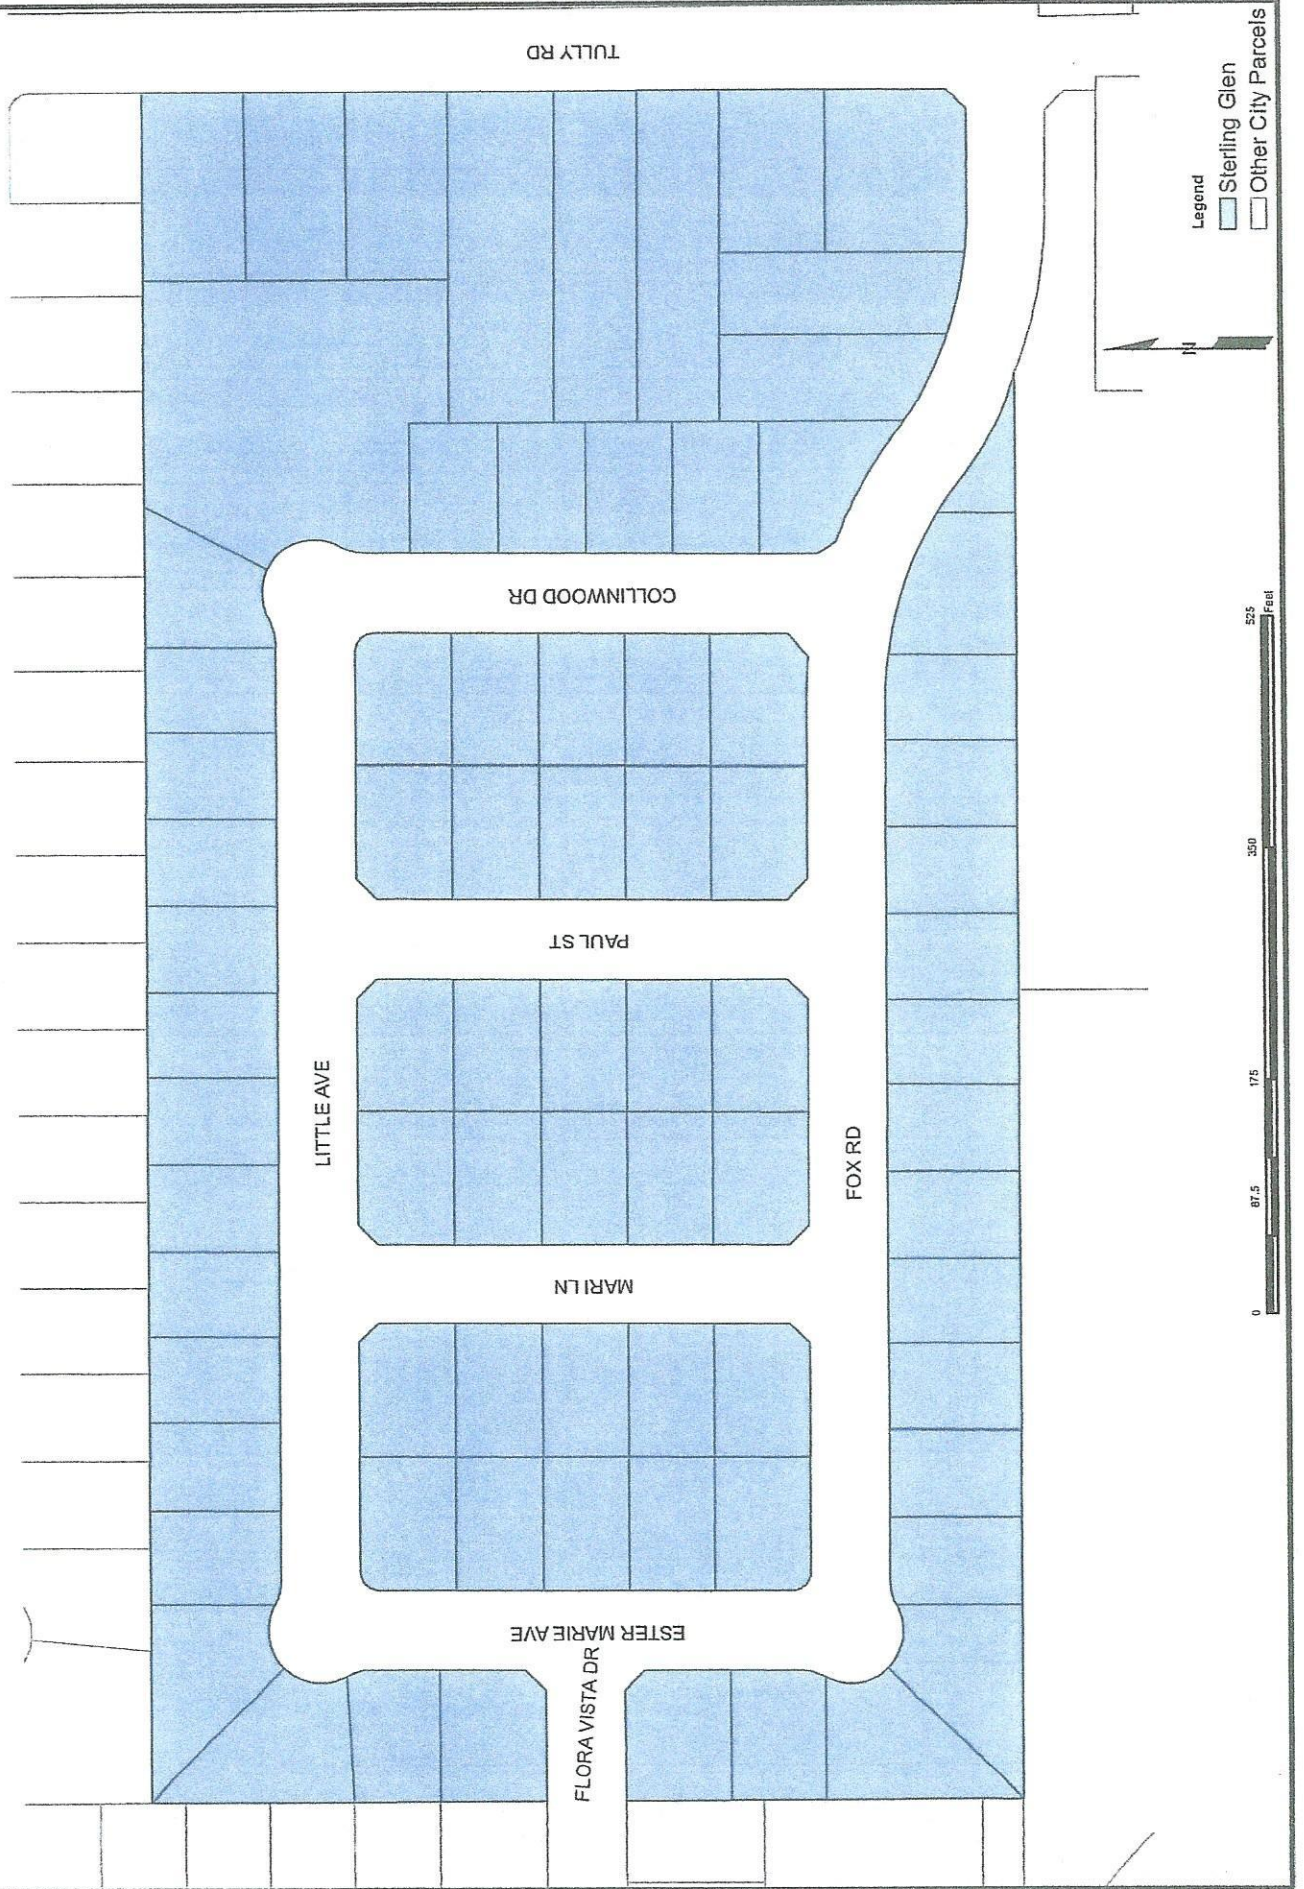 TULLY RD
COLLINWOOD DR
PAUL ST
LITTLE AVE
FOX RD
MARI LN
ESTER MARIE AVE
FLORA VISTA DR
Legend
Sterling Glen
Other City Parcels
N
0 87.5 175 350 525
Feet